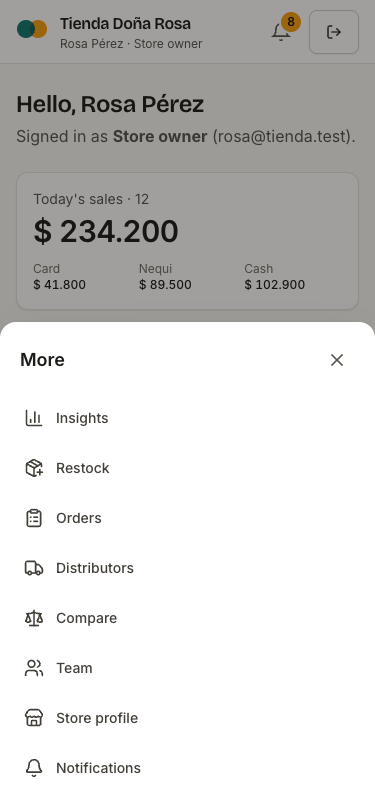 Tienda Doña Rosa
Rosa Pérez · Store owner
8
Hello, Rosa Pérez
Signed in as Store owner (rosa@tienda.test).
Today's sales · 12
$ 234.200
Card Nequi Cash
$ 41.800 $ 89.500 $ 102.900
More
Insights
Restock
Orders
Distributors
Compare
Team
Store profile
Notifications